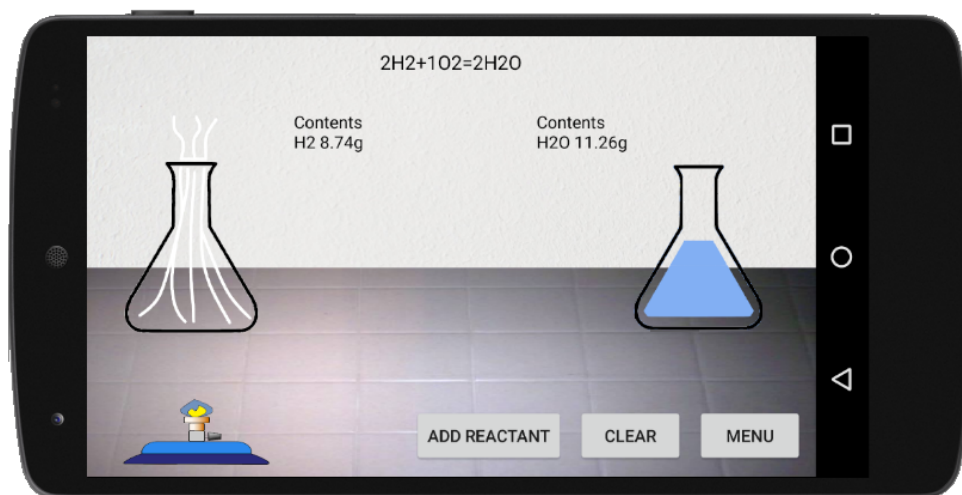 2H2+1O2=2H2O
Contents
H2 8.74g
Contents
H2O 11.26g
ADD REACTANT
CLEAR
MENU